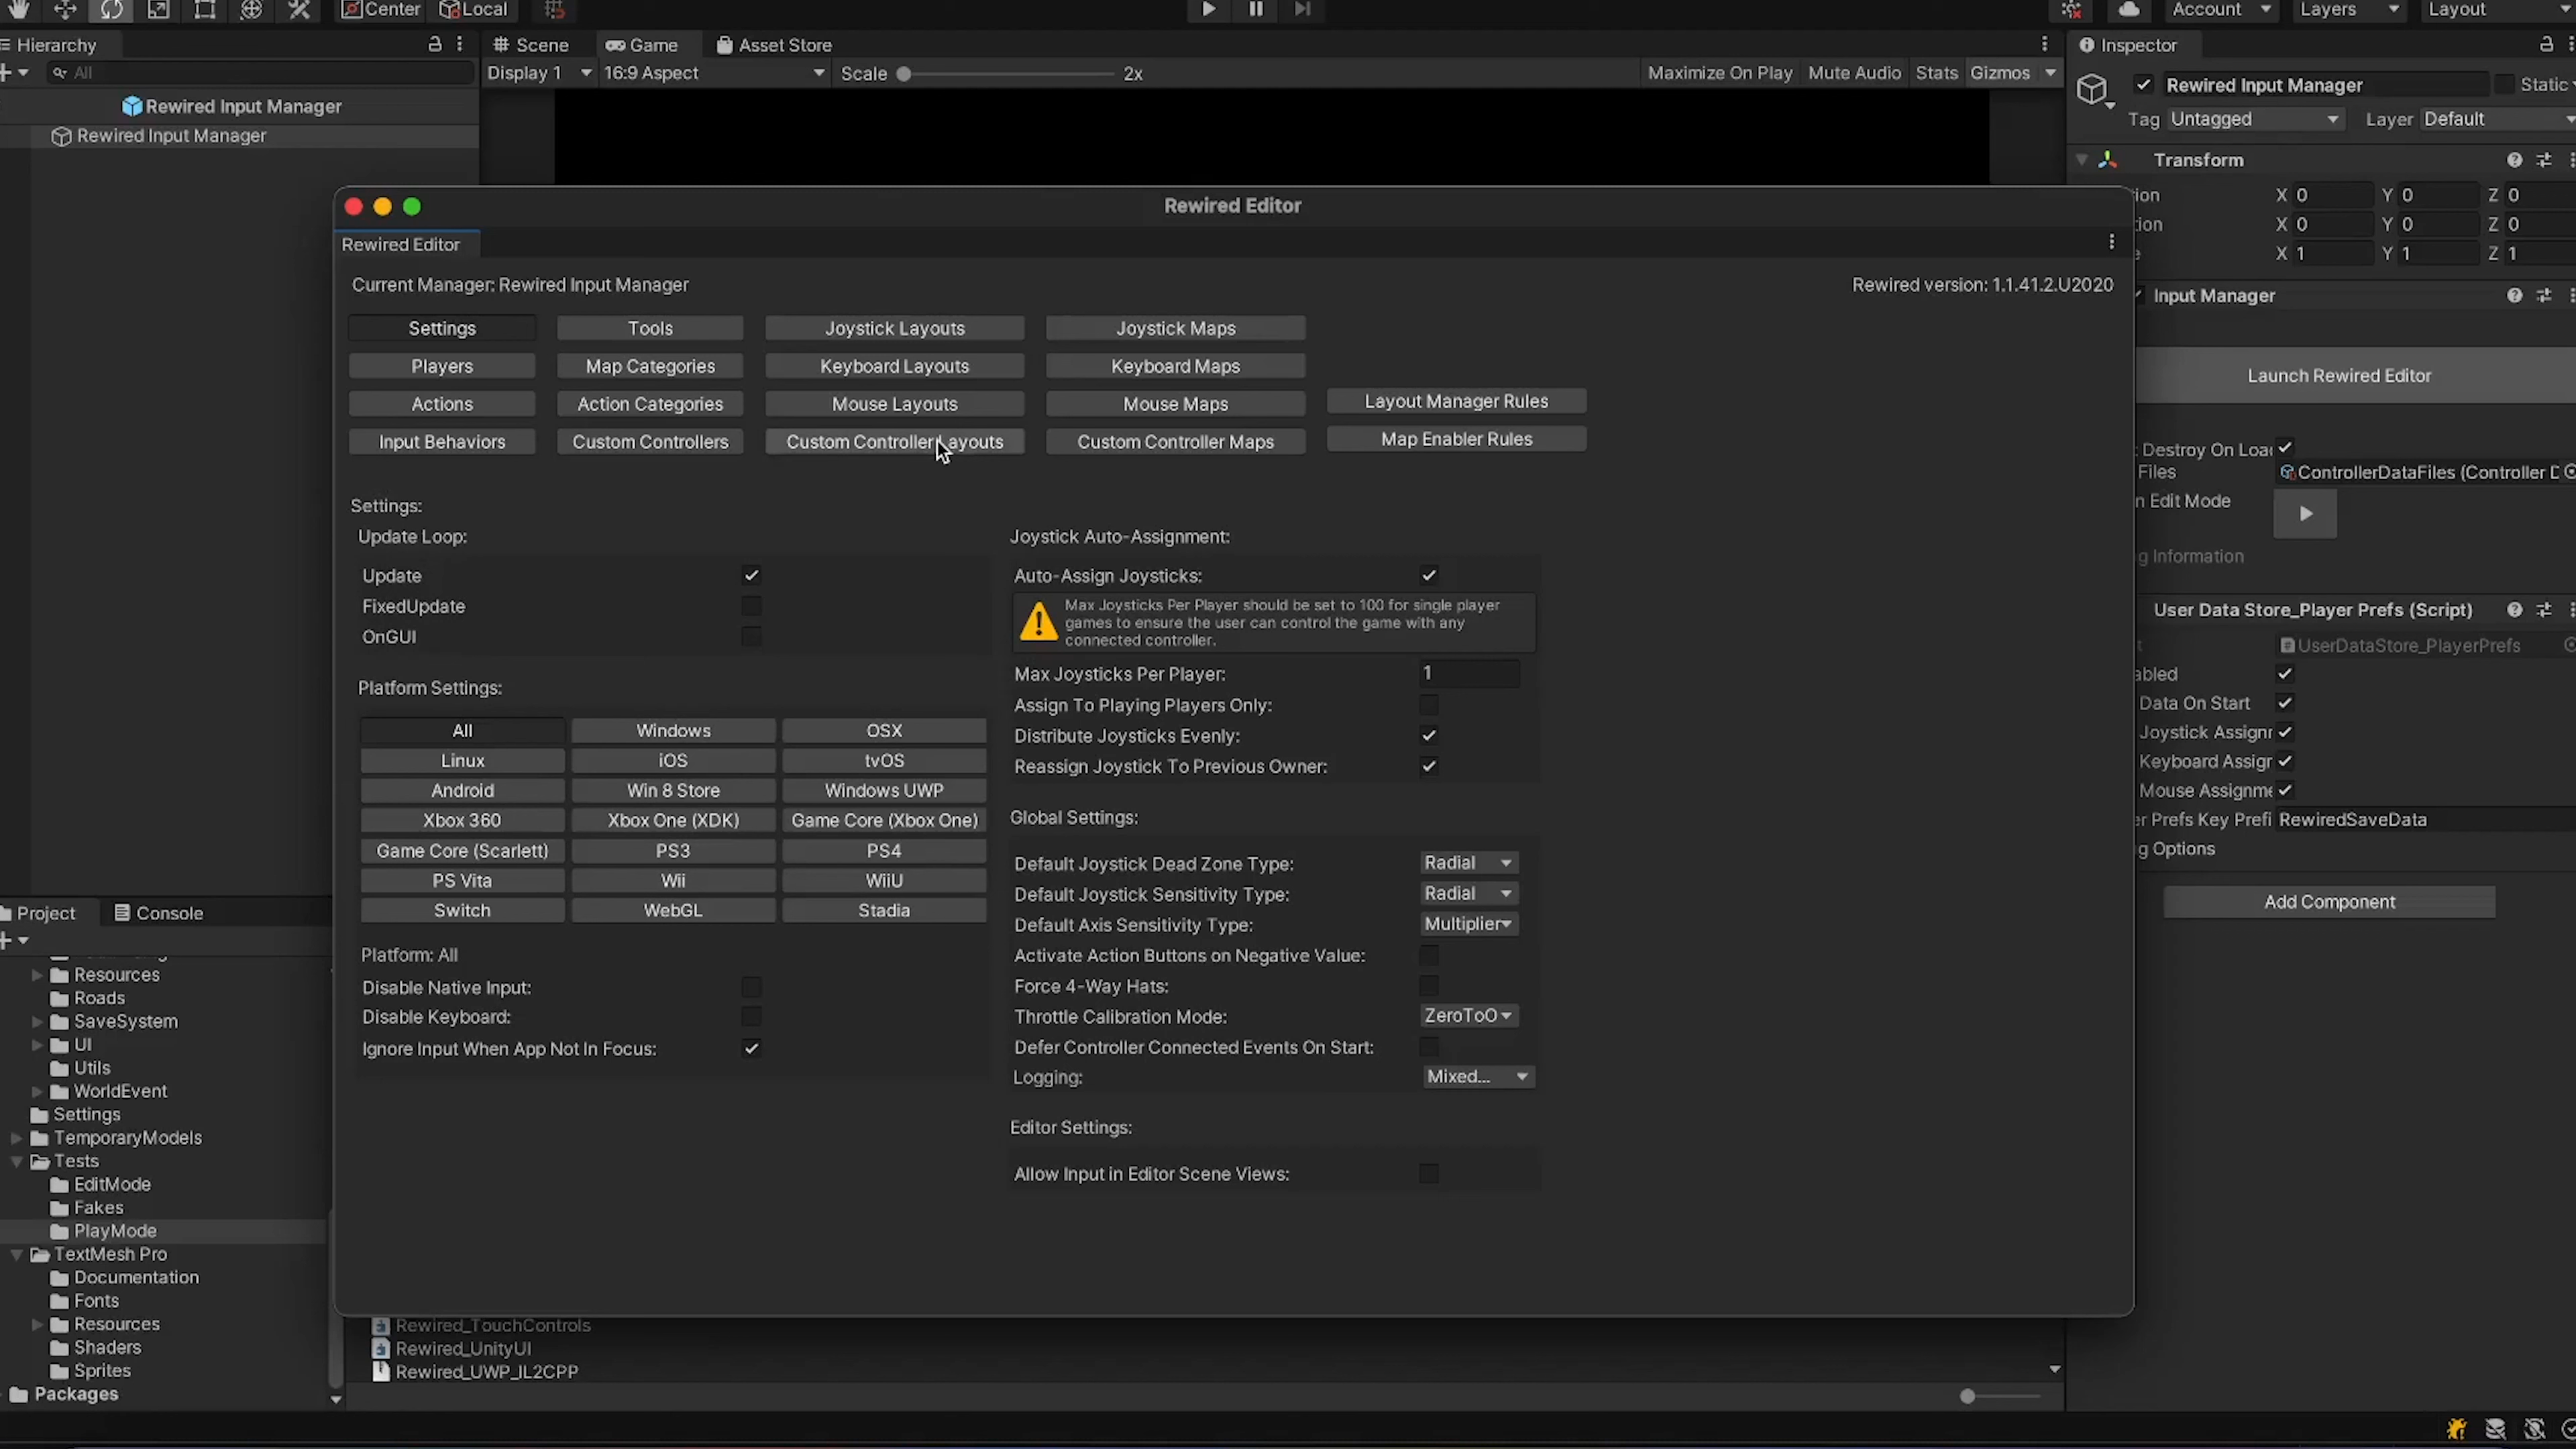 Center
Local
Account
Layers
Layout
Hierarchy
Scene
Game
Asset Store
Inspector
All
Display 1
16:9 Aspect
Scale
2x
Maximize On Play
Mute Audio
Stats
Gizmos
Rewired Input Manager
Static
Rewired Input Manager
Tag
Untagged
Layer
Default
Rewired Input Manager
Transform
tion
X 0
Y 0
Z 0
tion
X 0
Y 0
Z 0
e
X 1
Y 1
Z 1
Rewired Editor
Rewired Editor
Current Manager: Rewired Input Manager
Rewired version: 1.1.41.2.U2020
Input Manager
Settings
Tools
Joystick Layouts
Joystick Maps
Players
Map Categories
Keyboard Layouts
Keyboard Maps
Launch Rewired Editor
Actions
Action Categories
Mouse Layouts
Mouse Maps
Layout Manager Rules
Input Behaviors
Custom Controllers
Custom Controller Layouts
Custom Controller Maps
Map Enabler Rules
t Destroy On Loa
Files
ControllerDataFiles (Controller D
n Edit Mode
g Information
Settings:
Update Loop:
Update
FixedUpdate
OnGUI
Joystick Auto-Assignment:
Auto-Assign Joysticks:
Max Joysticks Per Player should be set to 100 for single player
games to ensure the user can control the game with any
connected controller.
Max Joysticks Per Player:
1
Assign To Playing Players Only:
Distribute Joysticks Evenly:
Reassign Joystick To Previous Owner:
User Data Store_Player Prefs (Script)
t
UserDataStore_PlayerPrefs
abled
Data On Start
Joystick Assignr
Keyboard Assigr
Mouse Assignme
er Prefs Key Prefi
RewiredSaveData
g Options
Add Component
Platform Settings:
All
Windows
OSX
Linux
iOS
tvOS
Android
Win 8 Store
Windows UWP
Xbox 360
Xbox One (XDK)
Game Core (Xbox One)
Game Core (Scarlett)
PS3
PS4
PS Vita
Wii
WiiU
Switch
WebGL
Stadia
Platform: All
Disable Native Input:
Disable Keyboard:
Ignore Input When App Not In Focus:
Global Settings:
Default Joystick Dead Zone Type:
Radial
Default Joystick Sensitivity Type:
Radial
Default Axis Sensitivity Type:
Multiplier
Activate Action Buttons on Negative Value:
Force 4-Way Hats:
Throttle Calibration Mode:
ZeroToO
Defer Controller Connected Events On Start:
Logging:
Mixed...
Editor Settings:
Allow Input in Editor Scene Views:
Project
Console
Resources
Roads
SaveSystem
UI
Utils
WorldEvent
Settings
TemporaryModels
Tests
EditMode
Fakes
PlayMode
TextMesh Pro
Documentation
Fonts
Resources
Shaders
Sprites
Packages
Rewired_TouchControls
Rewired_UnityUI
Rewired_UWP_IL2CPP